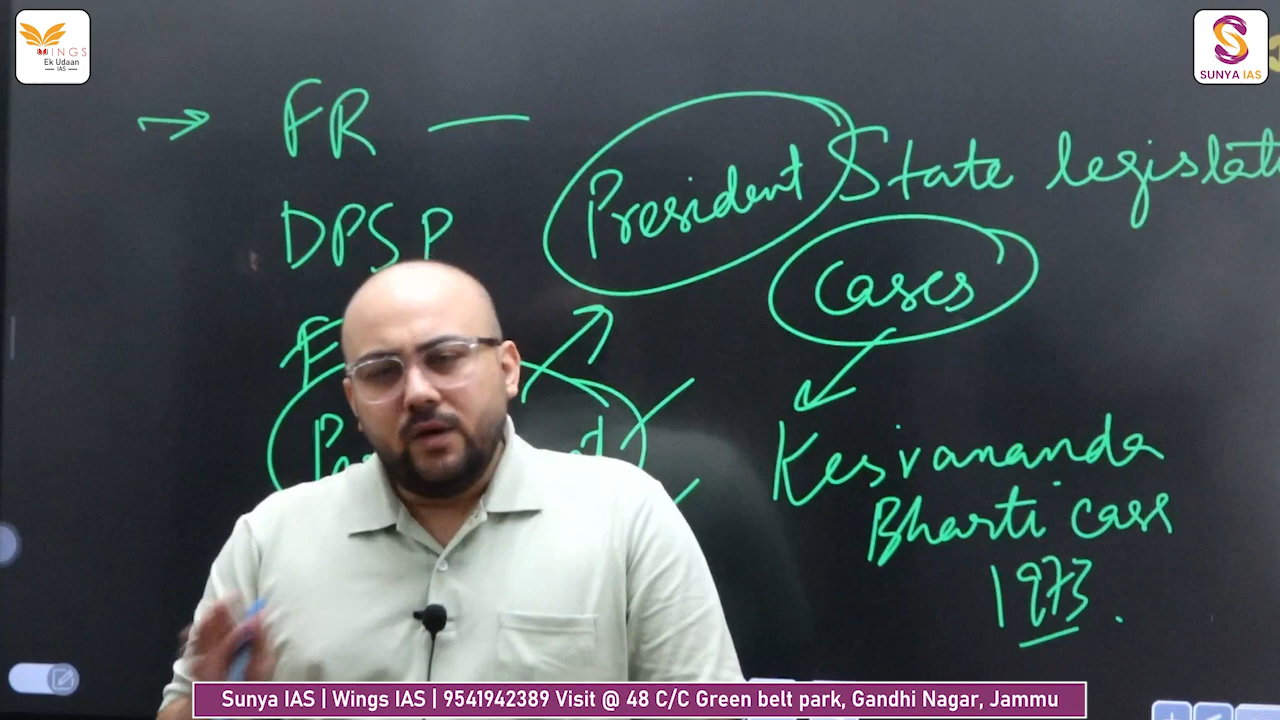 WINGS
Ek Udaan
IAS
SUNYA IAS
FR —
President State legislat
DPSP
Cases
Kesivananda
Bharti case
1973.
Sunya IAS | Wings IAS | 9541942389 Visit @ 48 C/C Green belt park, Gandhi Nagar, Jammu